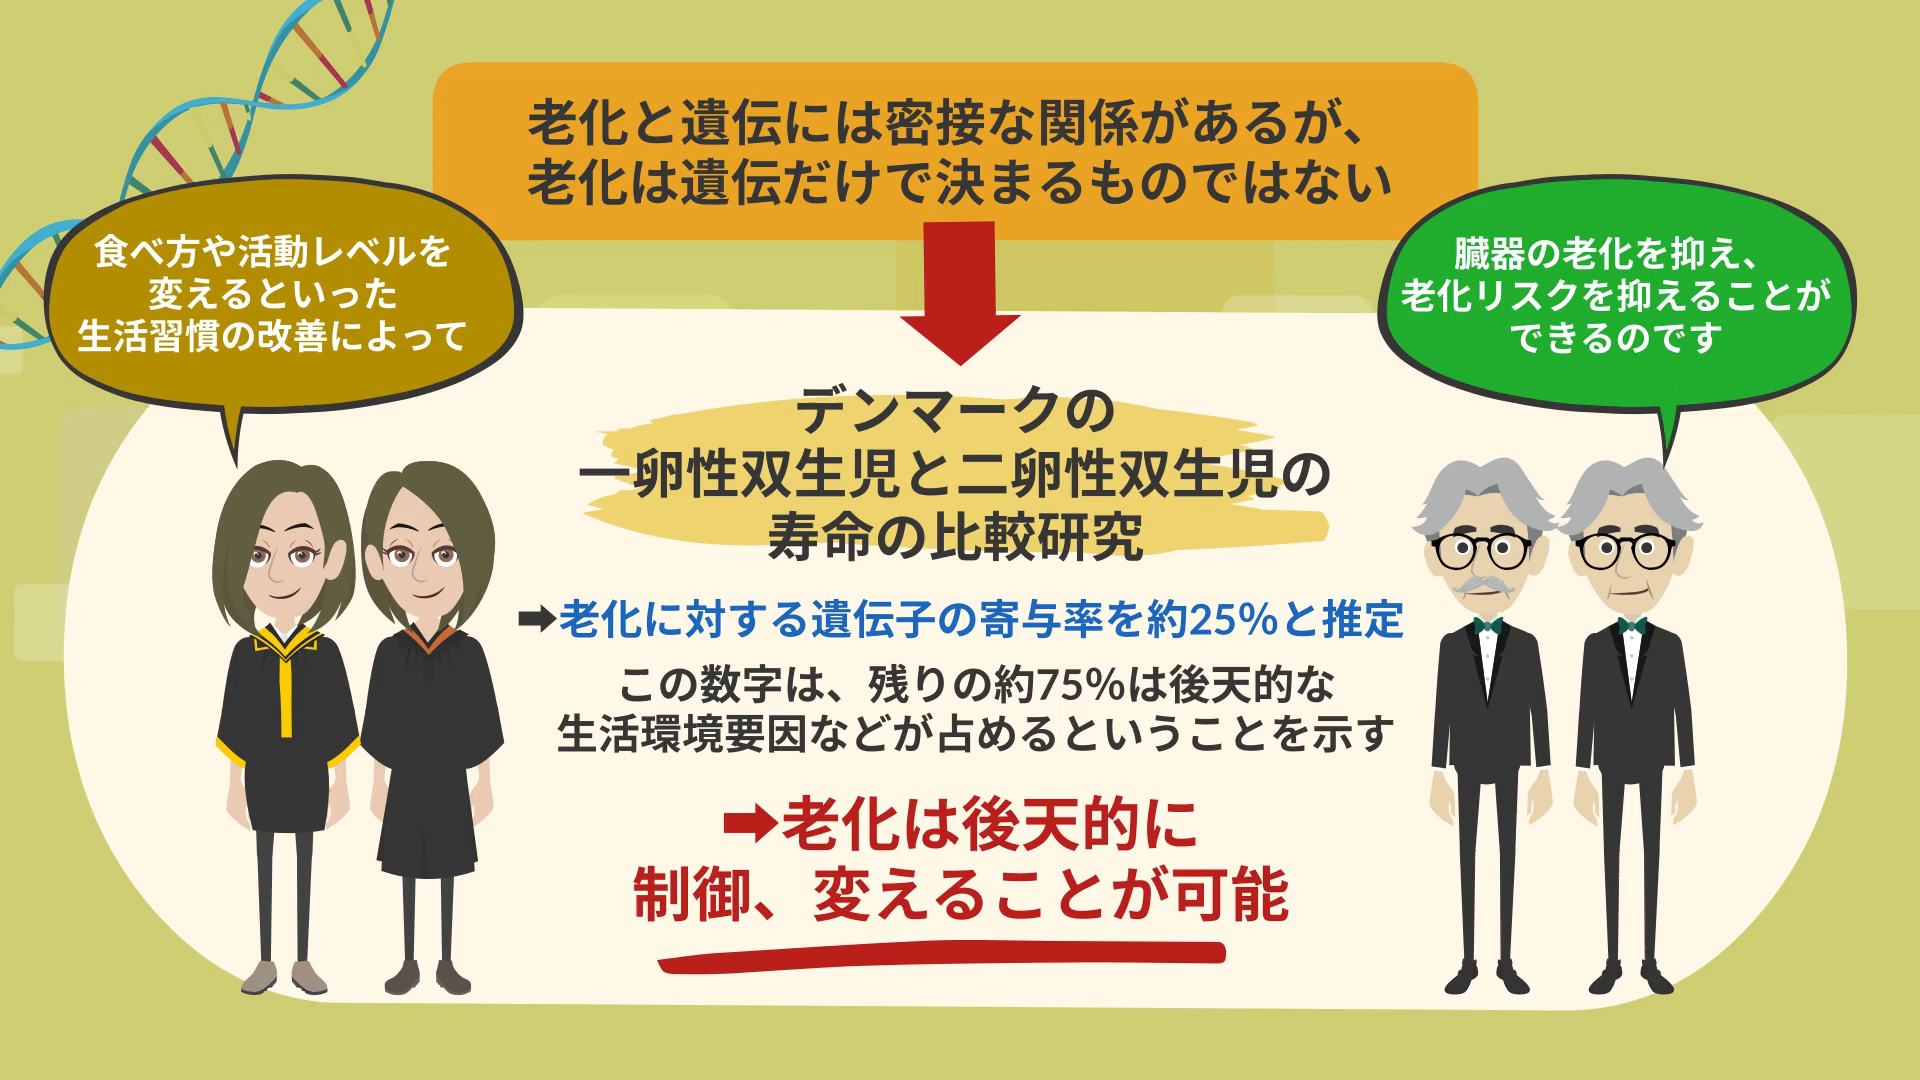 老化と遺伝には密接な関係があるが、
老化は遺伝だけで決まるものではない
食べ方や活動レベルを
変えるといった
生活習慣の改善によって
臓器の老化を抑え、
老化リスクを抑えることが
できるのです
デンマークの
一卵性双生児と二卵性双生児の
寿命の比較研究
➡老化に対する遺伝子の寄与率を約25%と推定
この数字は、残りの約75%は後天的な
生活環境要因などが占めるということを示す
➡老化は後天的に
制御、変えることが可能